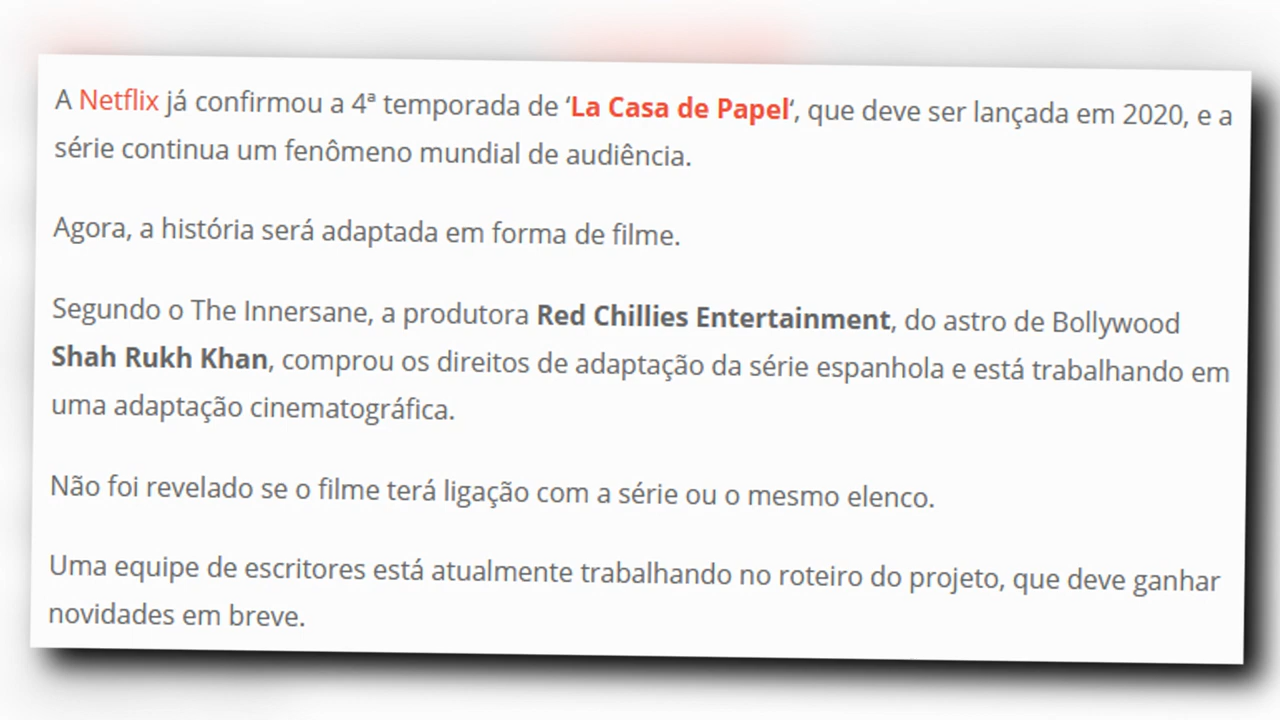 A Netflix já confirmou a 4ª temporada de ‘La Casa de Papel‘, que deve ser lançada em 2020, e a
série continua um fenômeno mundial de audiência.
Agora, a história será adaptada em forma de filme.
Segundo o The Innersane, a produtora Red Chillies Entertainment, do astro de Bollywood
Shah Rukh Khan, comprou os direitos de adaptação da série espanhola e está trabalhando em
uma adaptação cinematográfica.
Não foi revelado se o filme terá ligação com a série ou o mesmo elenco.
Uma equipe de escritores está atualmente trabalhando no roteiro do projeto, que deve ganhar
novidades em breve.